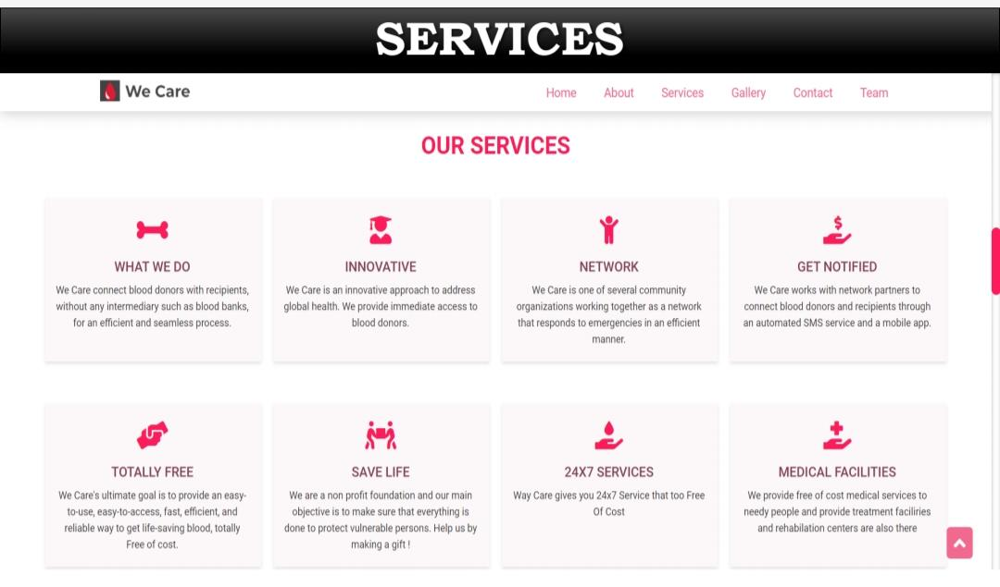 SERVICES
We Care
Home About Services Gallery Contact Team
OUR SERVICES
WHAT WE DO
We Care connect blood donors with recipients,
without any intermediary such as blood banks,
for an efficient and seamless process.
INNOVATIVE
We Care is an innovative approach to address
global health. We provide immediate access to
blood donors.
NETWORK
We Care is one of several community
organizations working together as a network
that responds to emergencies in an efficient
manner.
GET NOTIFIED
We Care works with network partners to
connect blood donors and recipients through
an automated SMS service and a mobile app.
TOTALLY FREE
We Care's ultimate goal is to provide an easy-
to-use, easy-to-access, fast, efficient, and
reliable way to get life-saving blood, totally
Free of cost.
SAVE LIFE
We are a non profit foundation and our main
objective is to make sure that everything is
done to protect vulnerable persons. Help us by
making a gift !
24X7 SERVICES
Way Care gives you 24x7 Service that too Free
Of Cost
MEDICAL FACILITIES
We provide free of cost medical services to
needy people and provide treatment faciliries
and rehabilation centers are also there